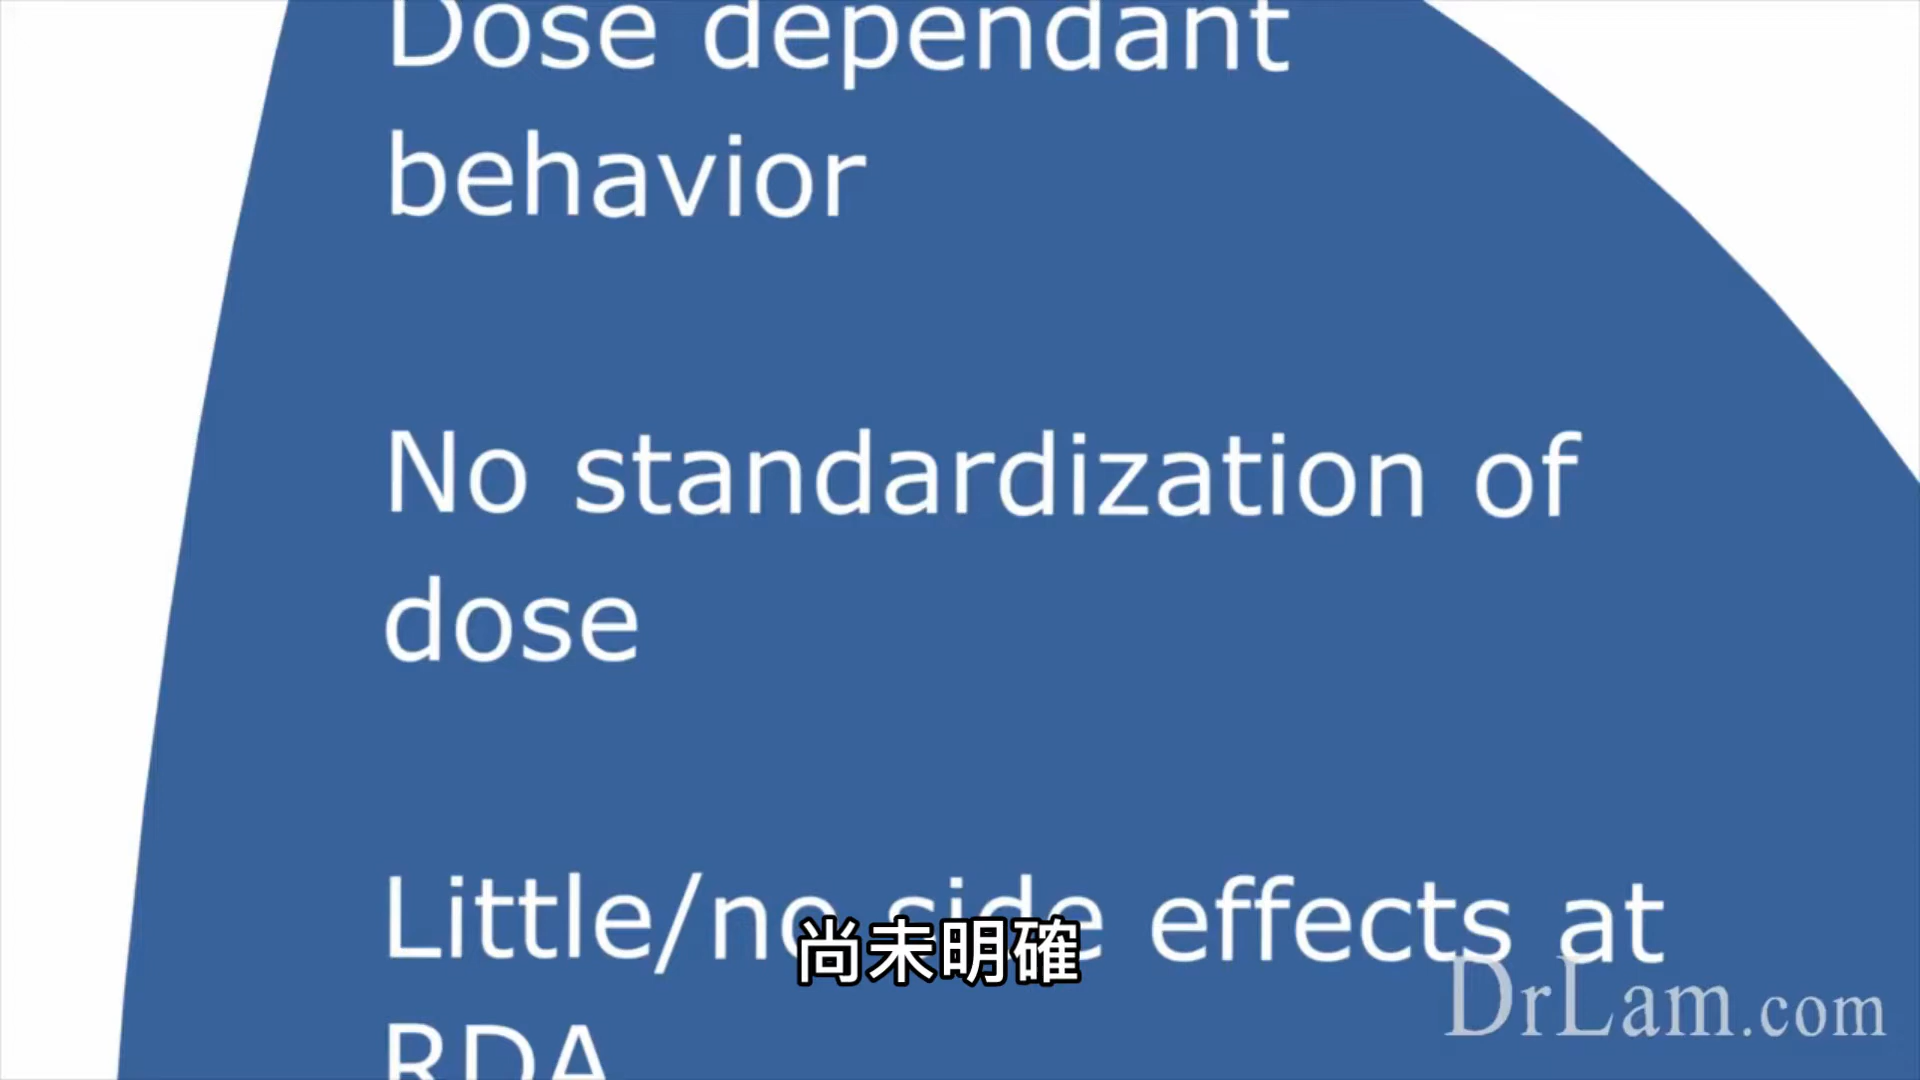 Dose dependant
behavior
No standardization of
dose
Little/no side effects at
尚未明確
DrLam.com
RDA